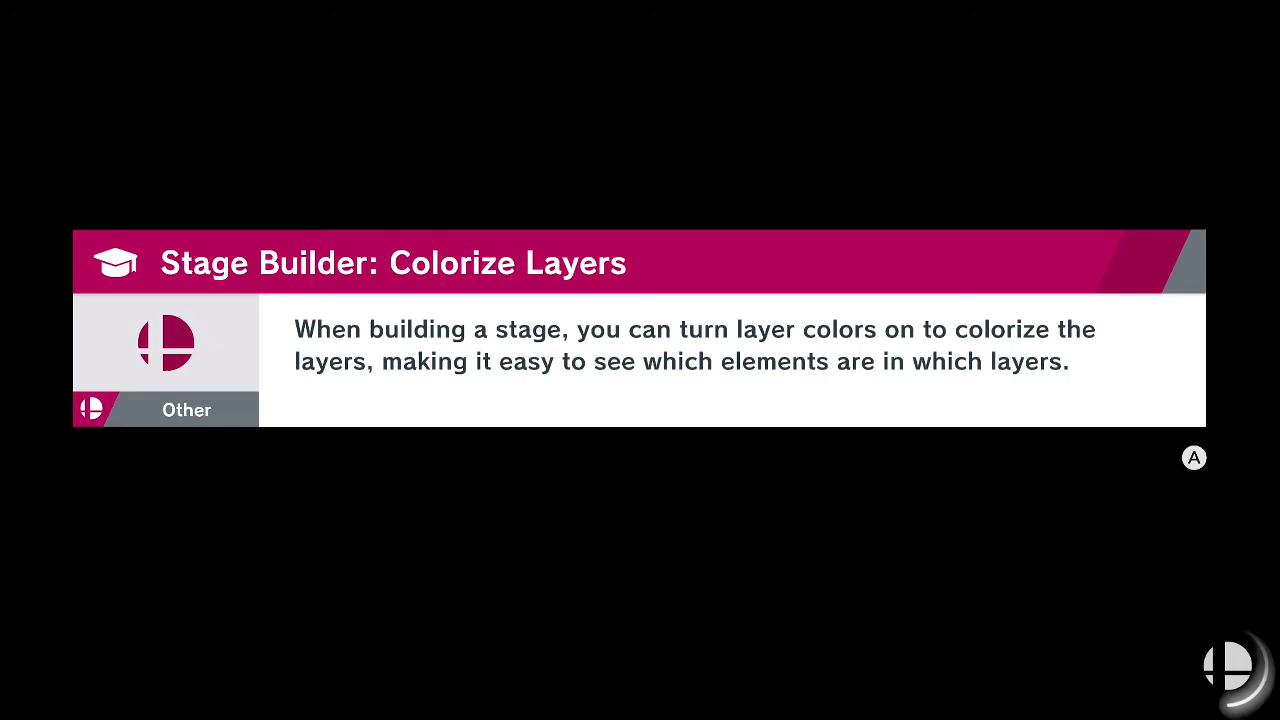 Stage Builder: Colorize Layers
When building a stage, you can turn layer colors on to colorize the
layers, making it easy to see which elements are in which layers.
Other
A